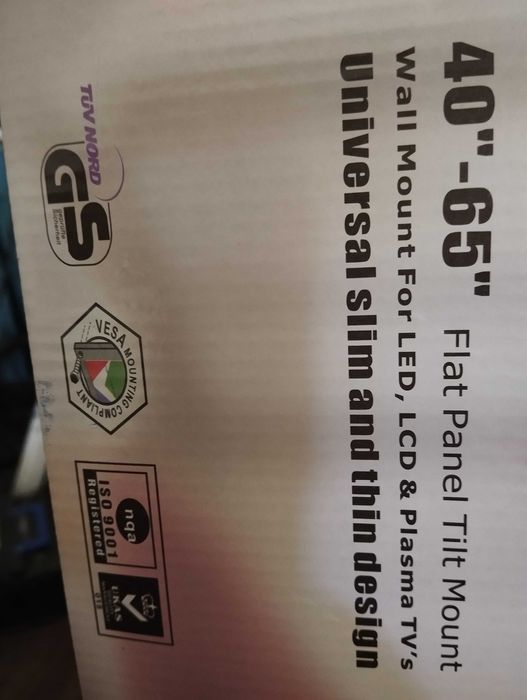 40"-65" Flat Panel Tilt Mount
Wall Mount For LED, LCD & Plasma TV's
Universal slim and thin design
TÜV NORD
GS
geprüfte
Sicherheit
VESA MOUNTING COMPLIANT
nqa
ISO 9001
Registered
UKAS